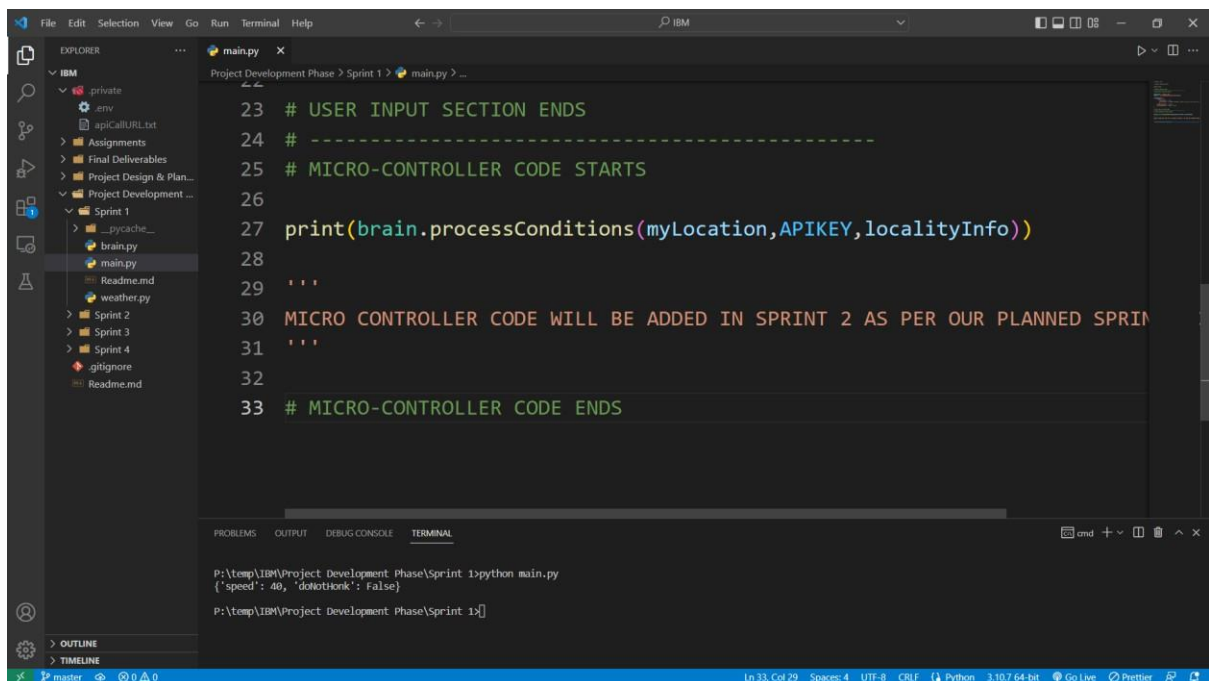 File Edit Selection View Go Run Terminal Help
IBM
EXPLORER
IBM
.private
.env
apiCallURL.txt
Assignments
Final Deliverables
Project Design & Plan...
Project Development ...
Sprint 1
__pycache__
brain.py
main.py
Readme.md
weather.py
Sprint 2
Sprint 3
Sprint 4
.gitignore
Readme.md
OUTLINE
TIMELINE
main.py
Project Development Phase > Sprint 1 > main.py > ...
22
23 # USER INPUT SECTION ENDS
24 # -----------------------------------------------
25 # MICRO-CONTROLLER CODE STARTS
26
27 print(brain.processConditions(myLocation,APIKEY,localityInfo))
28
29 '''
30 MICRO CONTROLLER CODE WILL BE ADDED IN SPRINT 2 AS PER OUR PLANNED SPRIN
31 '''
32
33 # MICRO-CONTROLLER CODE ENDS
PROBLEMS OUTPUT DEBUG CONSOLE TERMINAL
cmd
P:\temp\IBM\Project Development Phase\Sprint 1>python main.py
{'speed': 40, 'doNotHonk': False}
P:\temp\IBM\Project Development Phase\Sprint 1>
1
master 0 0 Ln 33, Col 29 Spaces: 4 UTF-8 CRLF Python 3.10.7 64-bit Go Live Prettier